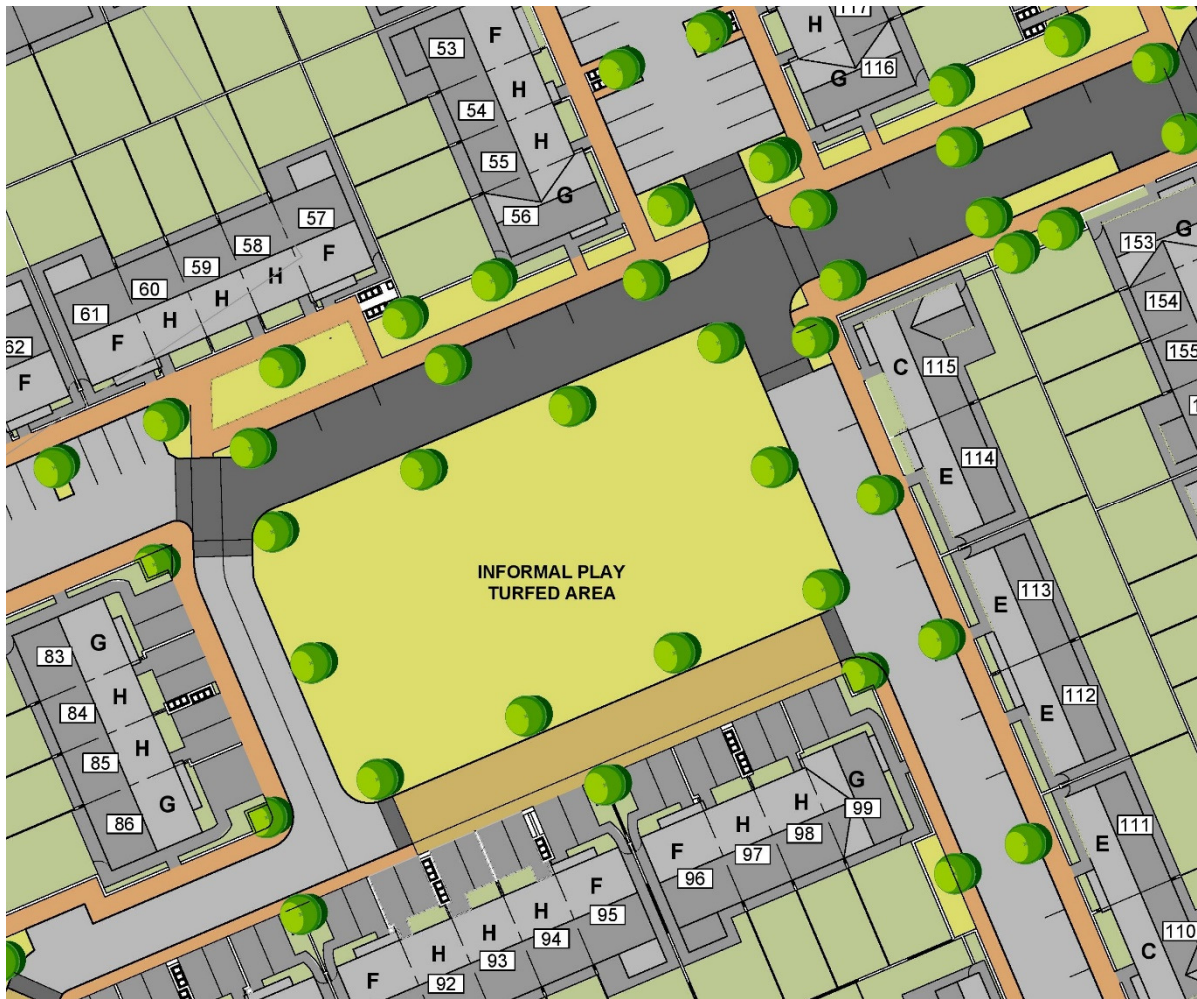 53
F
117
H
116
G
54
H
55
H
56
G
57
F
58
H
59
H
60
H
61
F
62
F
153
G
154
155
115
C
114
E
INFORMAL PLAY
TURFED AREA
113
E
112
E
83
G
84
H
85
H
86
G
99
G
98
H
97
H
96
F
95
F
94
H
93
H
92
F
111
E
110
C